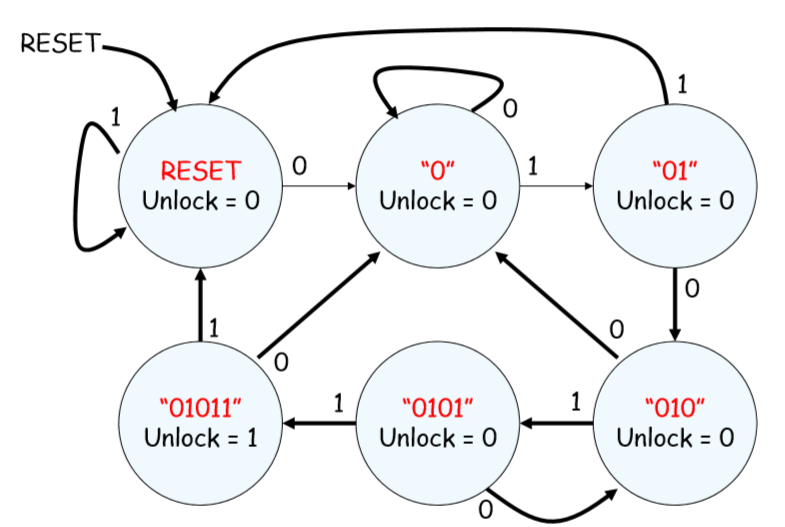 RESET
1
RESET
Unlock = 0
0
“0”
Unlock = 0
0
1
“01”
Unlock = 0
1
0
“01011”
Unlock = 1
1
0
1
“0101”
Unlock = 0
0
1
“010”
Unlock = 0
0